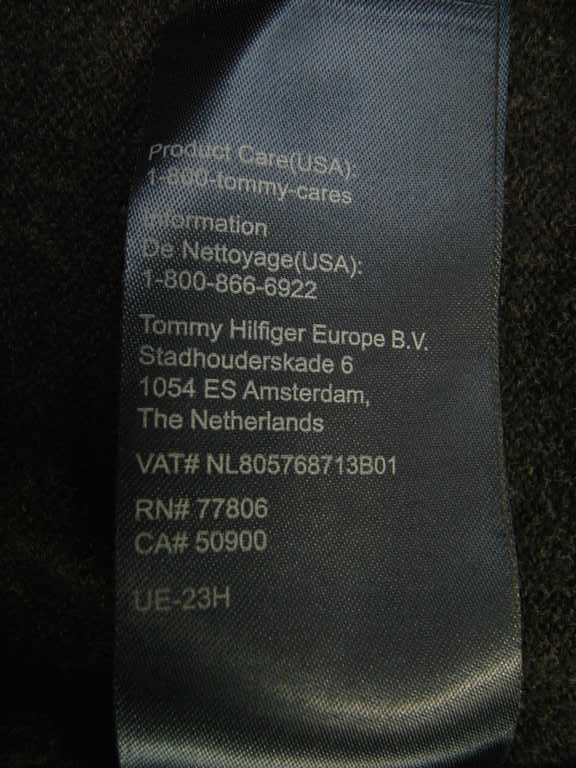 Product Care(USA):
1-800-tommy-cares
Information
De Nettoyage(USA):
1-800-866-6922
Tommy Hilfiger Europe B.V.
Stadhouderskade 6
1054 ES Amsterdam,
The Netherlands
VAT# NL805768713B01
RN# 77806
CA# 50900
UE-23H